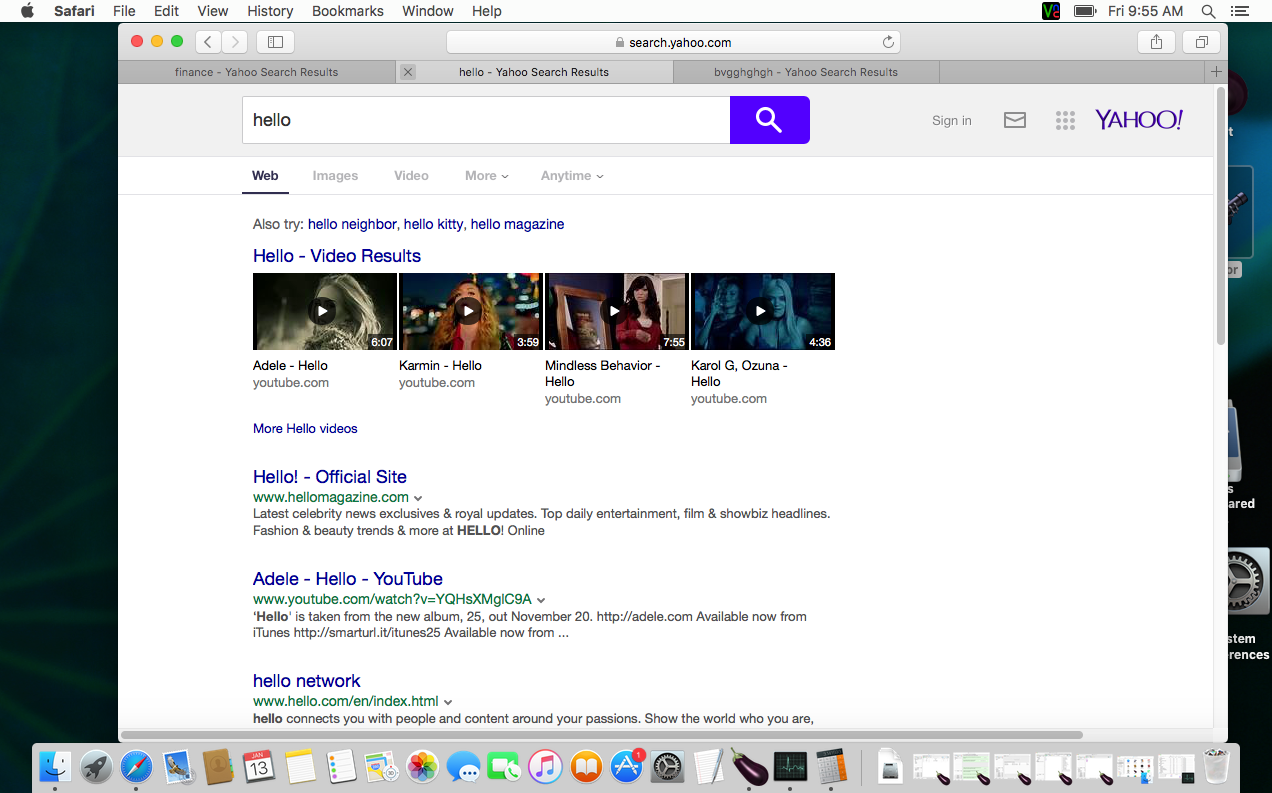 Safari File Edit View History Bookmarks Window Help
Fri 9:55 AM
search.yahoo.com
finance - Yahoo Search Results
hello - Yahoo Search Results
bvgghghgh - Yahoo Search Results
hello
Sign in
YAHOO!
Web Images Video More Anytime
Also try: hello neighbor, hello kitty, hello magazine
Hello - Video Results
6:07
3:59
7:55
4:36
Adele - Hello
youtube.com
Karmin - Hello
youtube.com
Mindless Behavior -
Hello
youtube.com
Karol G, Ozuna -
Hello
youtube.com
More Hello videos
Hello! - Official Site
www.hellomagazine.com
Latest celebrity news exclusives & royal updates. Top daily entertainment, film & showbiz headlines.
Fashion & beauty trends & more at HELLO! Online
Adele - Hello - YouTube
www.youtube.com/watch?v=YQHsXMglC9A
'Hello' is taken from the new album, 25, out November 20. http://adele.com Available now from
iTunes http://smarturl.it/itunes25 Available now from ...
hello network
www.hello.com/en/index.html
hello connects you with people and content around your passions. Show the world who you are,
t
or
s
ared
stem
rences
JAN
13
1